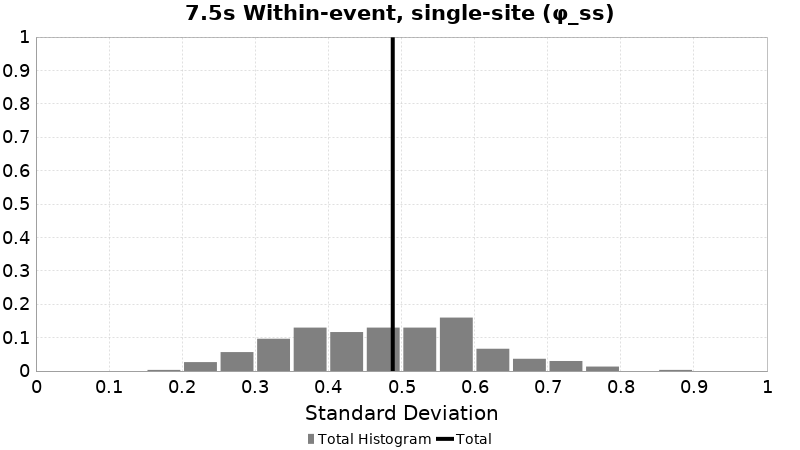 7.5s Within-event, single-site (φ_ss)
1
0.9
0.8
0.7
0.6
0.5
0.4
0.3
0.2
0.1
0
0 0.1 0.2 0.3 0.4 0.5 0.6 0.7 0.8 0.9 1
Standard Deviation
Total Histogram Total